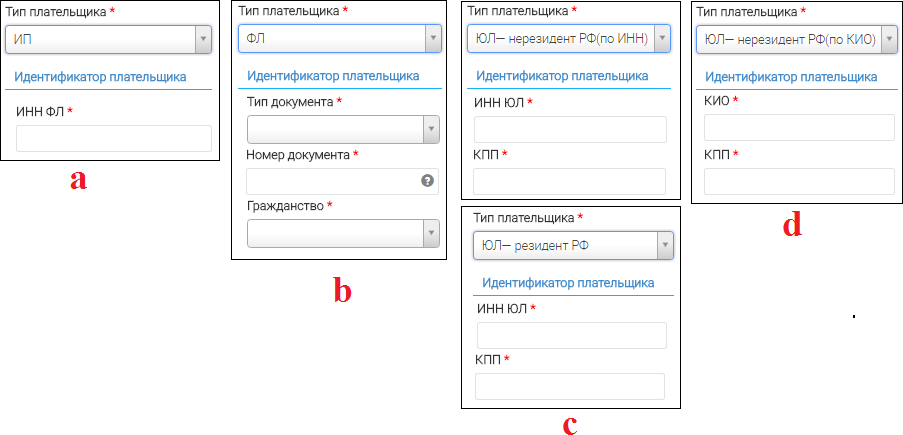 Тип плательщика *
ИП
Идентификатор плательщика
ИНН ФЛ *
a
Тип плательщика *
ФЛ
Идентификатор плательщика
Тип документа *
Номер документа *
?
Гражданство *
b
Тип плательщика *
ЮЛ— нерезидент РФ(по ИНН)
Идентификатор плательщика
ИНН ЮЛ *
КПП *
Тип плательщика *
ЮЛ— резидент РФ
Идентификатор плательщика
ИНН ЮЛ *
КПП *
c
Тип плательщика *
ЮЛ— нерезидент РФ(по КИО)
Идентификатор плательщика
КИО *
КПП *
d